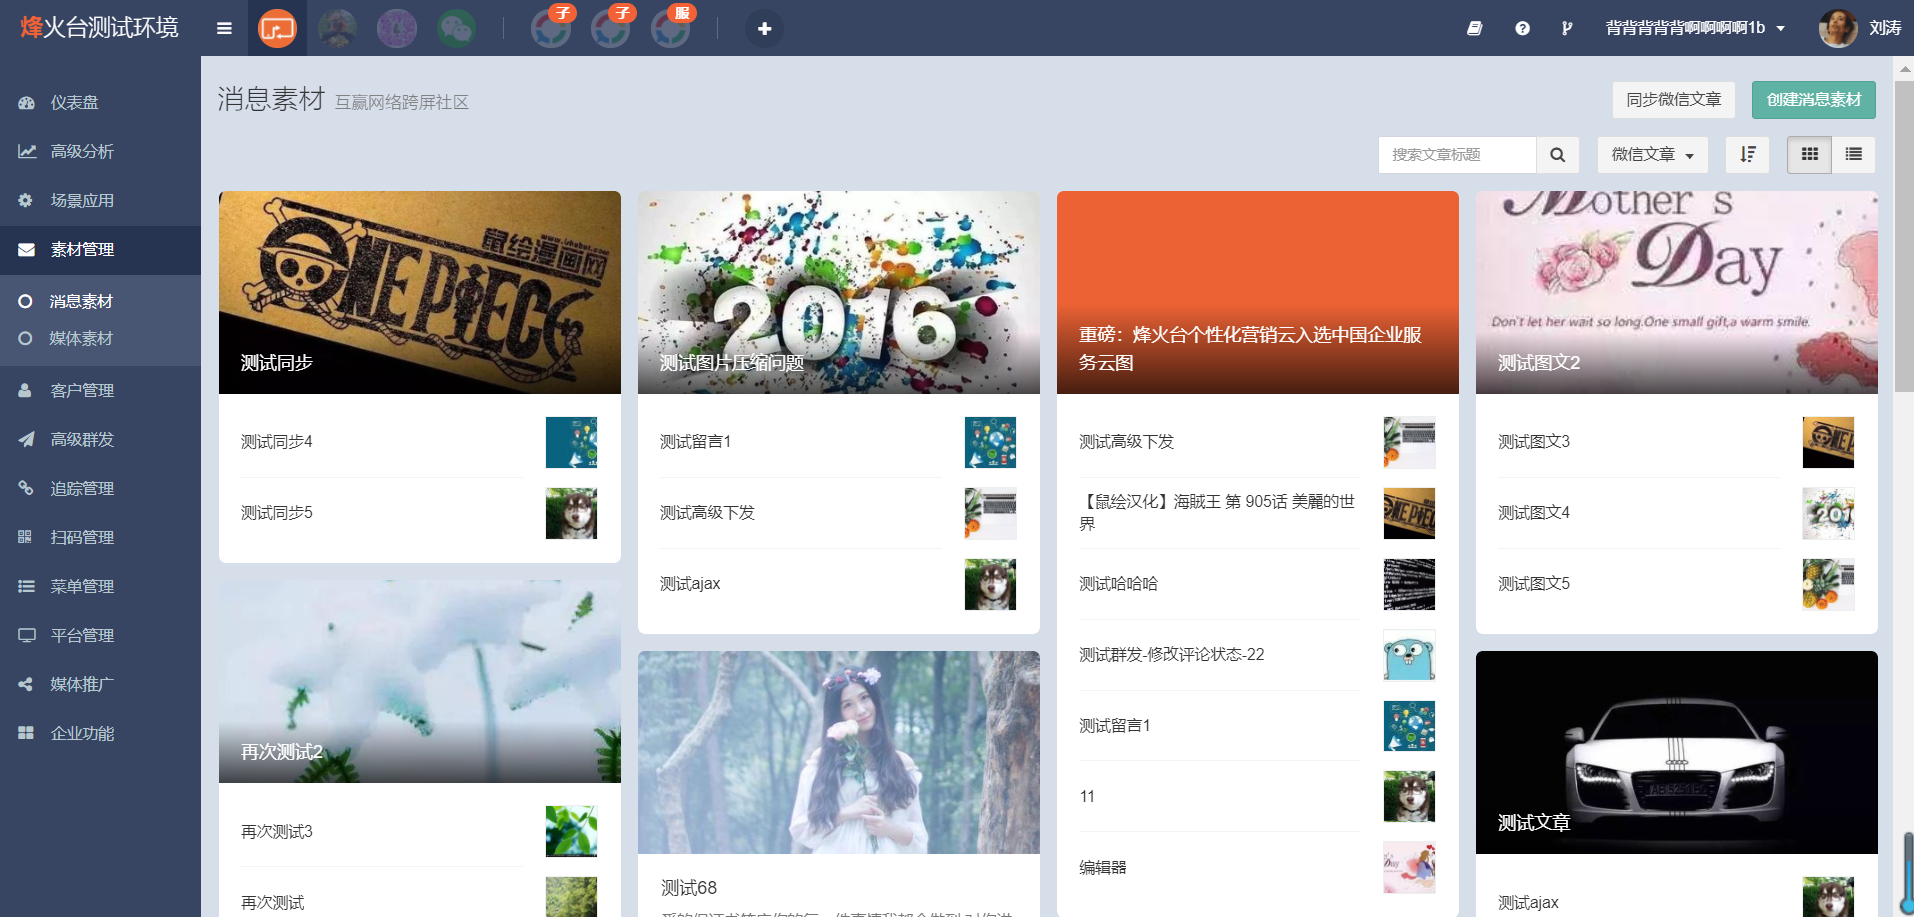 烽火台测试环境
子
子
服
背背背背背啊啊啊啊1b
刘涛
仪表盘
高级分析
场景应用
素材管理
消息素材
媒体素材
客户管理
高级群发
追踪管理
扫码管理
菜单管理
平台管理
媒体推广
企业功能
消息素材 互赢网络跨屏社区
同步微信文章
创建消息素材
搜索文章标题
微信文章
鼠绘漫画网
ONE PIECE
测试同步
测试同步4
测试同步5
再次测试2
再次测试3
再次测试
2016
测试图片压缩问题
测试留言1
测试高级下发
测试ajax
测试68
重磅：烽火台个性化营销云入选中国企业服
务云图
测试高级下发
【鼠绘汉化】海賊王 第 905话 美麗的世
界
测试哈哈哈
测试群发-修改评论状态-22
测试留言1
11
编辑器
Mother's
Day
Don't let her wait so long.One small gift,a warm smile.
测试图文2
测试图文3
测试图文4
测试图文5
测试文章
测试ajax